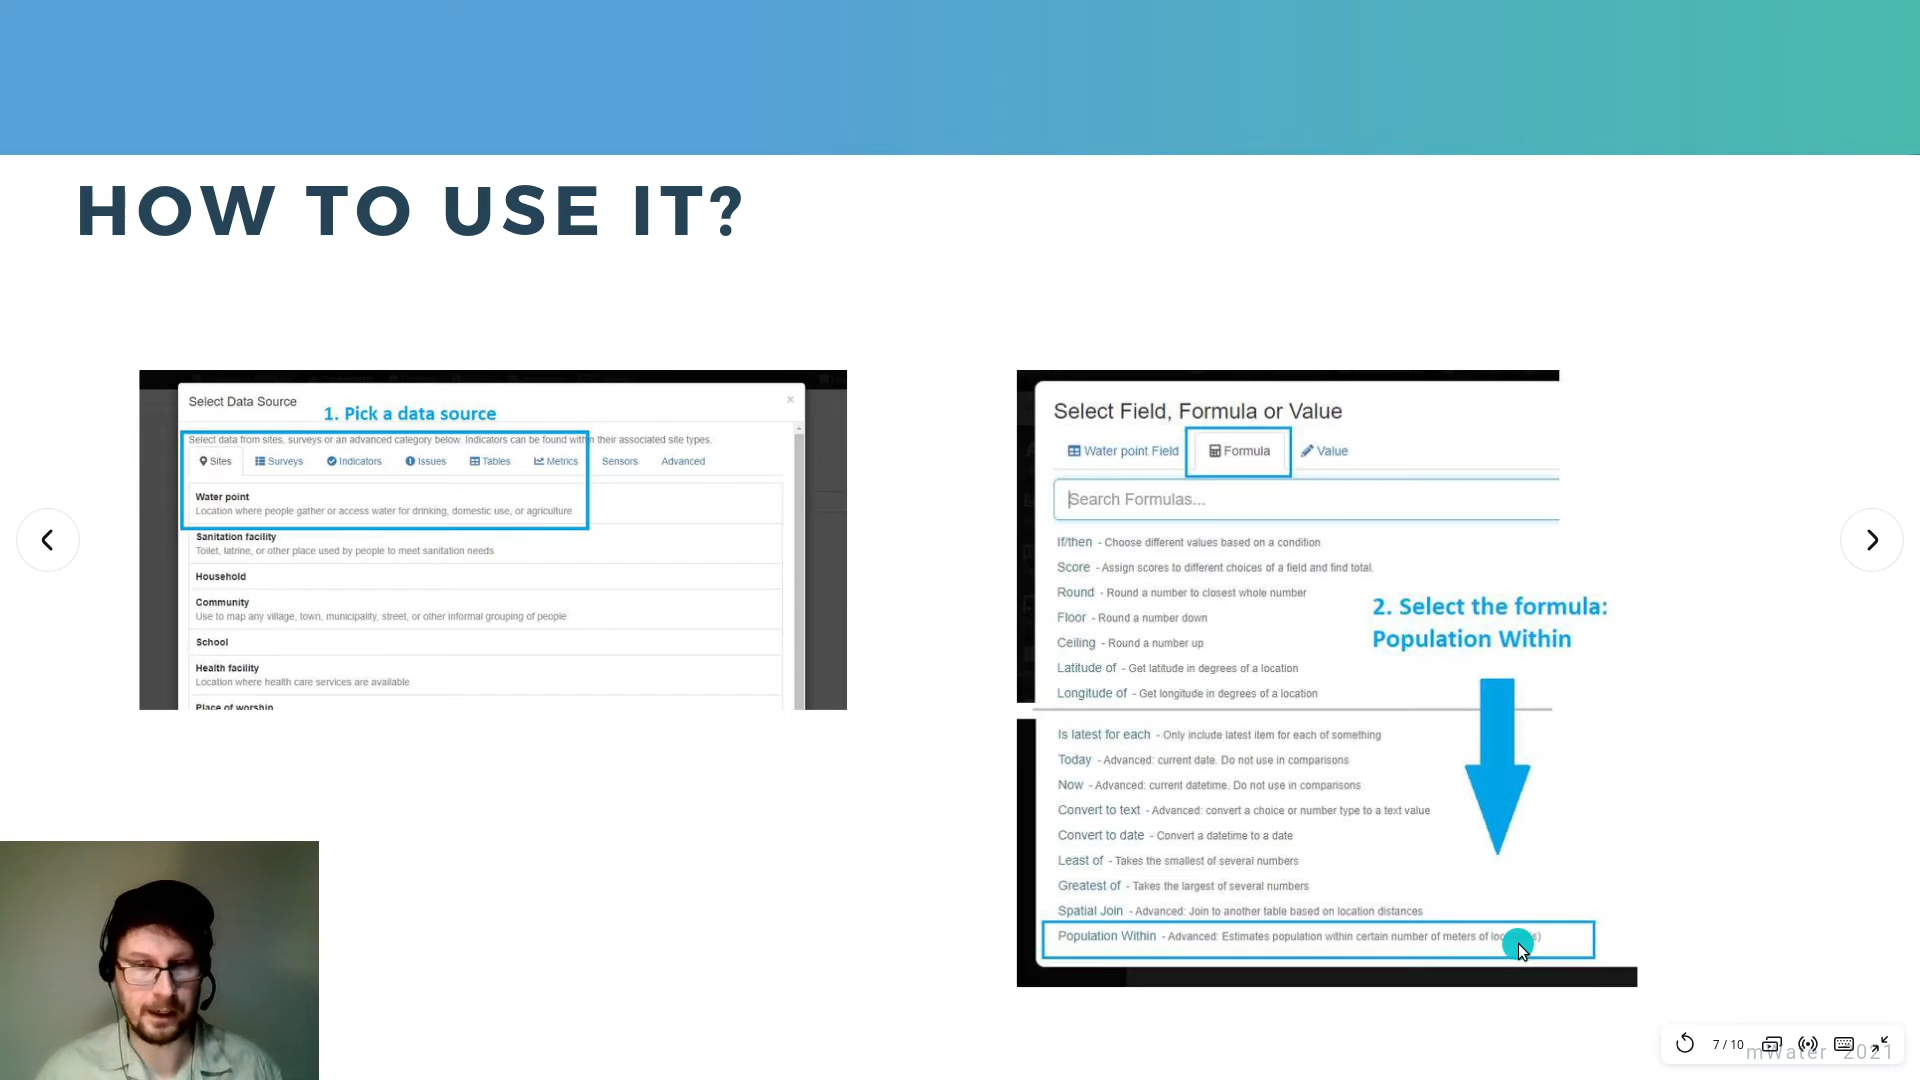 HOW TO USE IT?
Select Data Source
1. Pick a data source
Select data from sites, surveys or an advanced category below. Indicators can be found within their associated site types.
Sites Surveys Indicators Issues Tables Metrics Sensors Advanced
Water point
Location where people gather or access water for drinking, domestic use, or agriculture
Sanitation facility
Toilet, latrine, or other place used by people to meet sanitation needs
Household
Community
Use to map any village, town, municipality, street, or other informal grouping of people
School
Health facility
Location where health care services are available
Place of worship
Select Field, Formula or Value
Water point Field Formula Value
Search Formulas...
If/then - Choose different values based on a condition
Score - Assign scores to different choices of a field and find total.
Round - Round a number to closest whole number
Floor - Round a number down
Ceiling - Round a number up
Latitude of - Get latitude in degrees of a location
Longitude of - Get longitude in degrees of a location
2. Select the formula:
Population Within
Is latest for each - Only include latest item for each of something
Today - Advanced: current date. Do not use in comparisons
Now - Advanced: current datetime. Do not use in comparisons
Convert to text - Advanced: convert a choice or number type to a text value
Convert to date - Convert a datetime to a date
Least of - Takes the smallest of several numbers
Greatest of - Takes the largest of several numbers
Spatial Join - Advanced: Join to another table based on location distances
Population Within - Advanced: Estimates population within certain number of meters of
7 / 10
mWater 2021